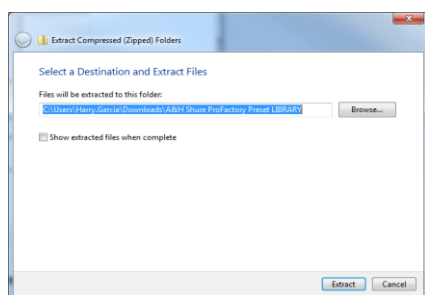 Extract Compressed (Zipped) Folders
Select a Destination and Extract Files
Files will be extracted to this folder:
C:\Users\Harry.Garcia\Downloads\A&H Shure ProFactory Preset LIBRARY
Browse...
Show extracted files when complete
Extract
Cancel